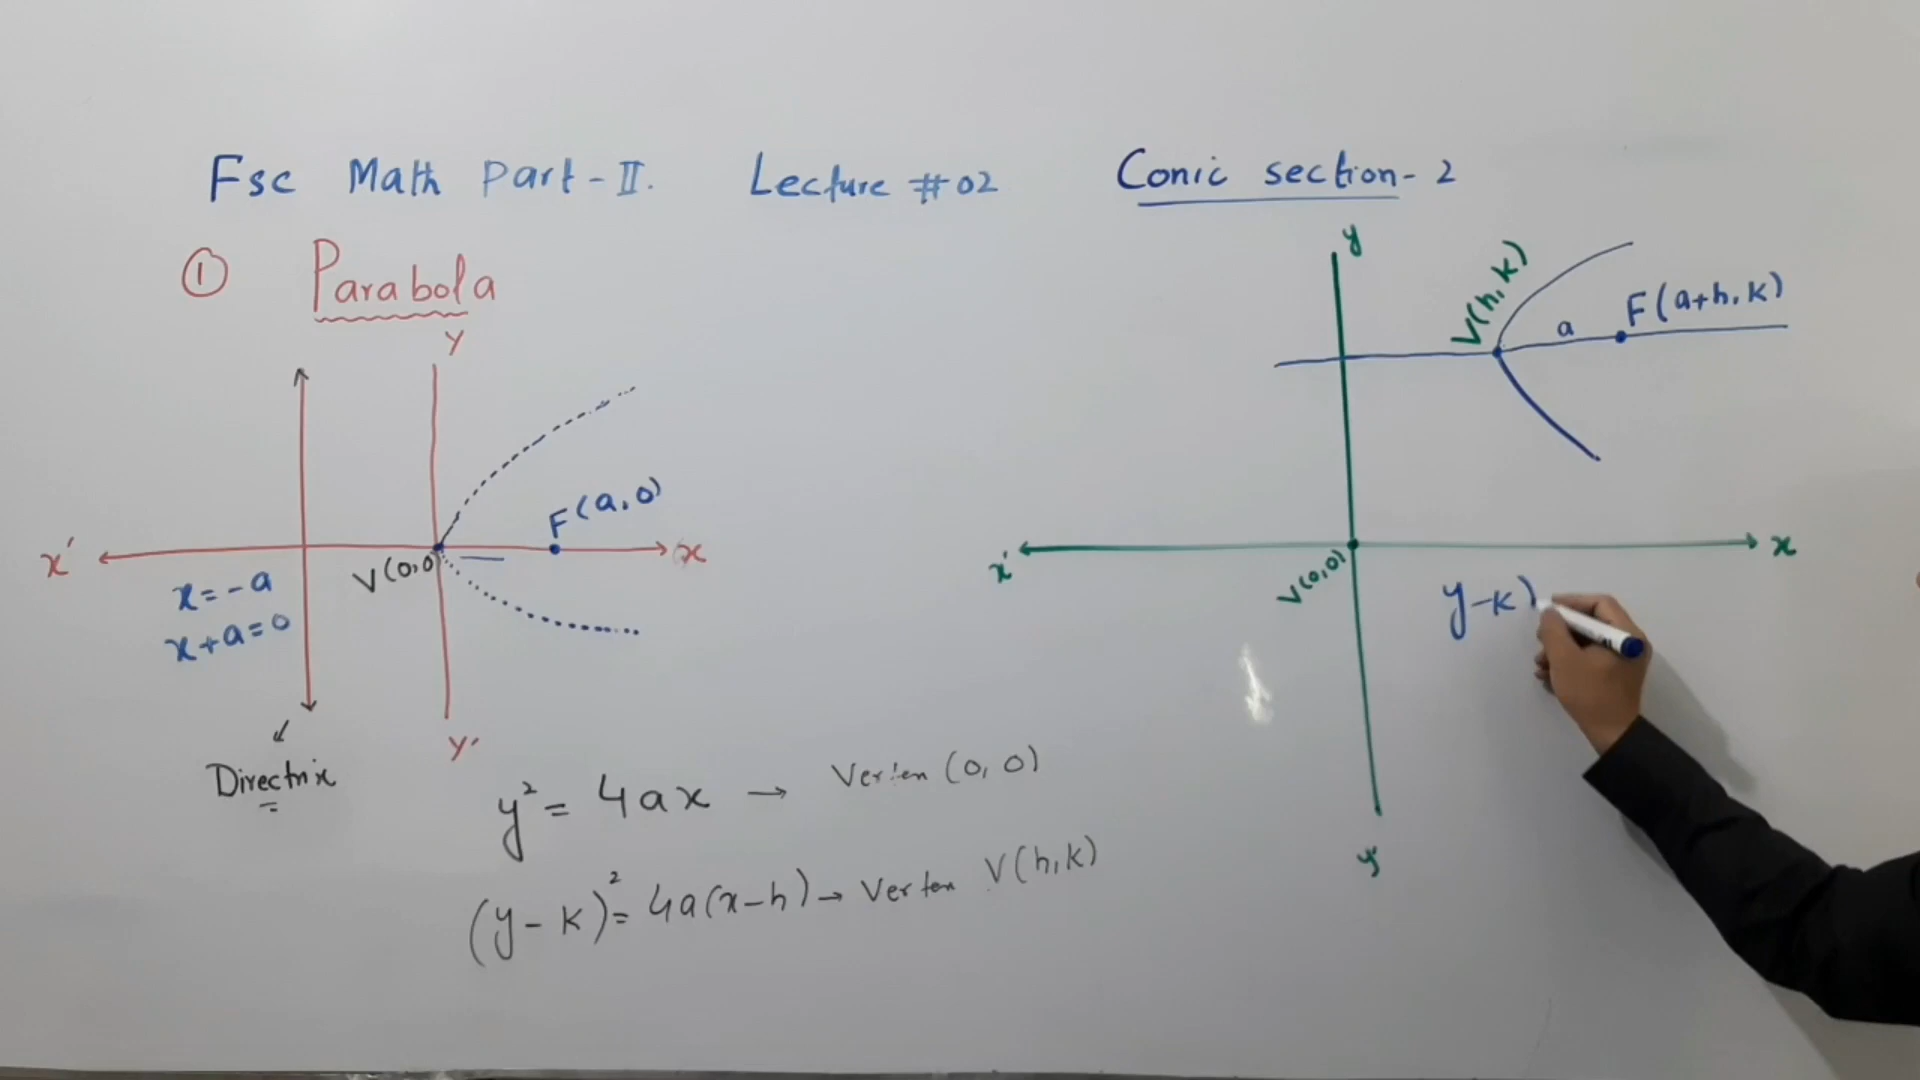 Fsc Math Part-II. Lecture #02 Conic section-2
① Parabola
y
x'
x
y'
V(0,0)
F(a,0)
x=-a
x+a=0
Directrix
y² = 4ax → Vertex (0,0)
(y-k)² = 4a(x-h) → Vertex V(h,k)
y
V(h,k)
a
F(a+h,k)
x'
x
V(0,0)
y-k)
y'